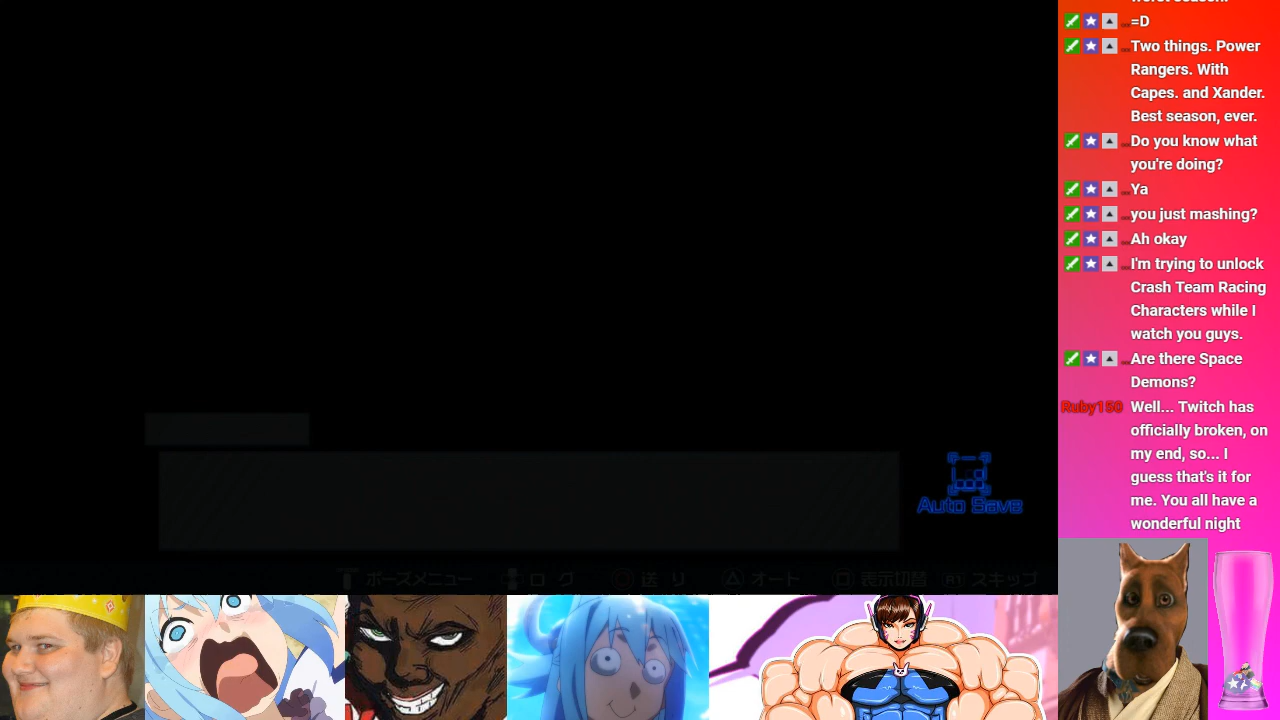 =D
Two things. Power
Rangers. With
Capes. and Xander.
Best season, ever.
Do you know what
you're doing?
Ya
you just mashing?
Ah okay
I'm trying to unlock
Crash Team Racing
Characters while I
watch you guys.
Are there Space
Demons?
Ruby150 Well... Twitch has
officially broken, on
my end, so... I
guess that's it for
me. You all have a
wonderful night
Auto Save
ポーズメニュー ログ 送り オート 表示切替 R1 スキップ